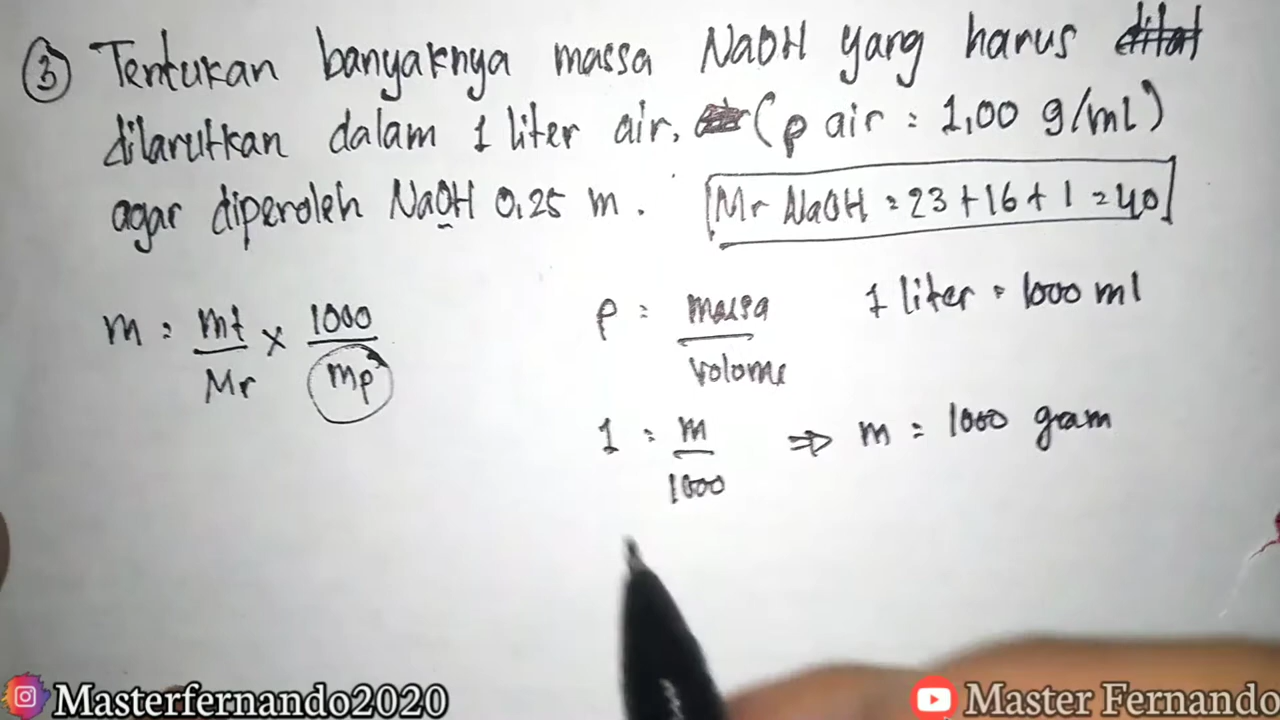 ③ Tentukan banyaknya massa NaOH yang harus
dilarutkan dalam 1 liter air. (ρ air = 1,00 g/ml)
agar diperoleh NaOH 0,25 m. Mr NaOH = 23 + 16 + 1 = 40
m = mt/Mr × 1000/mp
ρ = massa/volume
1 liter = 1000 ml
1 = m/1000 ⇒ m = 1000 gram
Masterfernando2020
Master Fernando